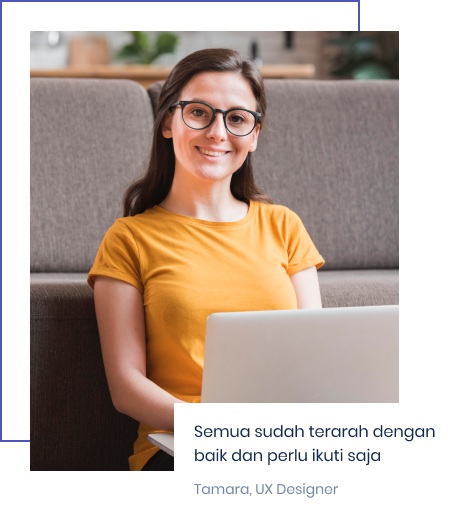 Semua sudah terarah dengan
baik dan perlu ikuti saja
Tamara, UX Designer